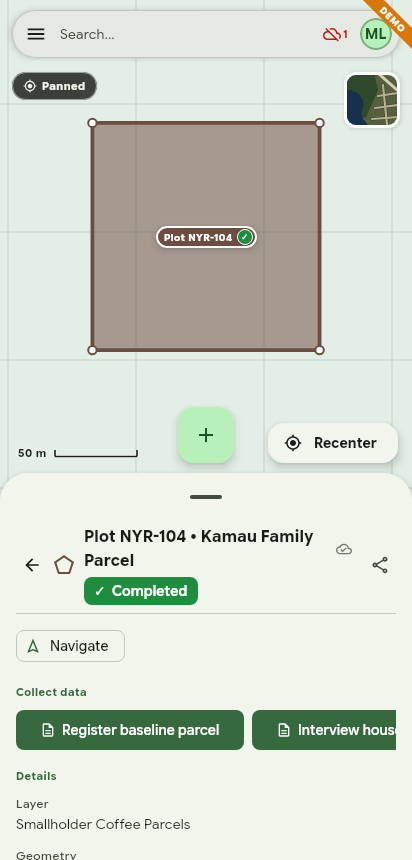 DEMO
Search...
1
ML
Panned
Plot NYR-104 ✓
+
50 m
Recenter
Plot NYR-104 • Kamau Family
Parcel
✓ Completed
Navigate
Collect data
Register baseline parcel
Interview
Details
Layer
Smallholder Coffee Parcels
Geometry